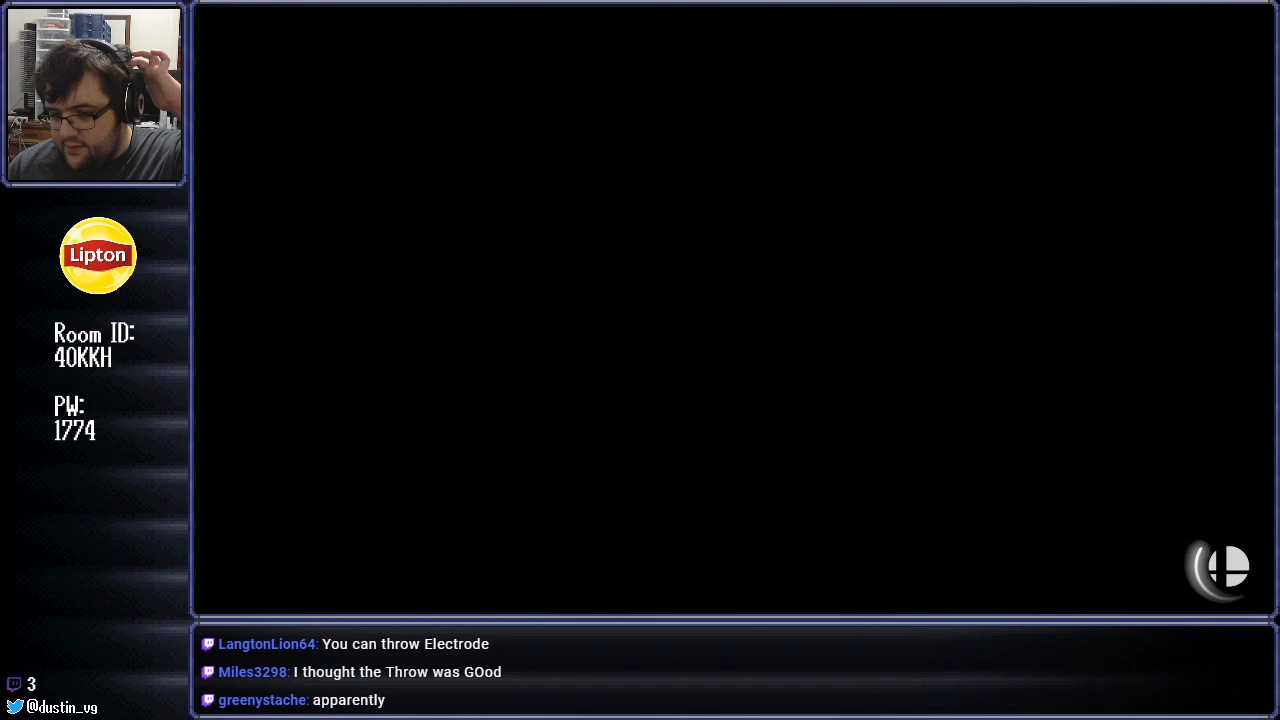 Lipton
Room ID:
40KKH
PW:
1774
3
@dustin_vg
LangtonLion64: You can throw Electrode
Miles3298: I thought the Throw was GOod
greenystache: apparently